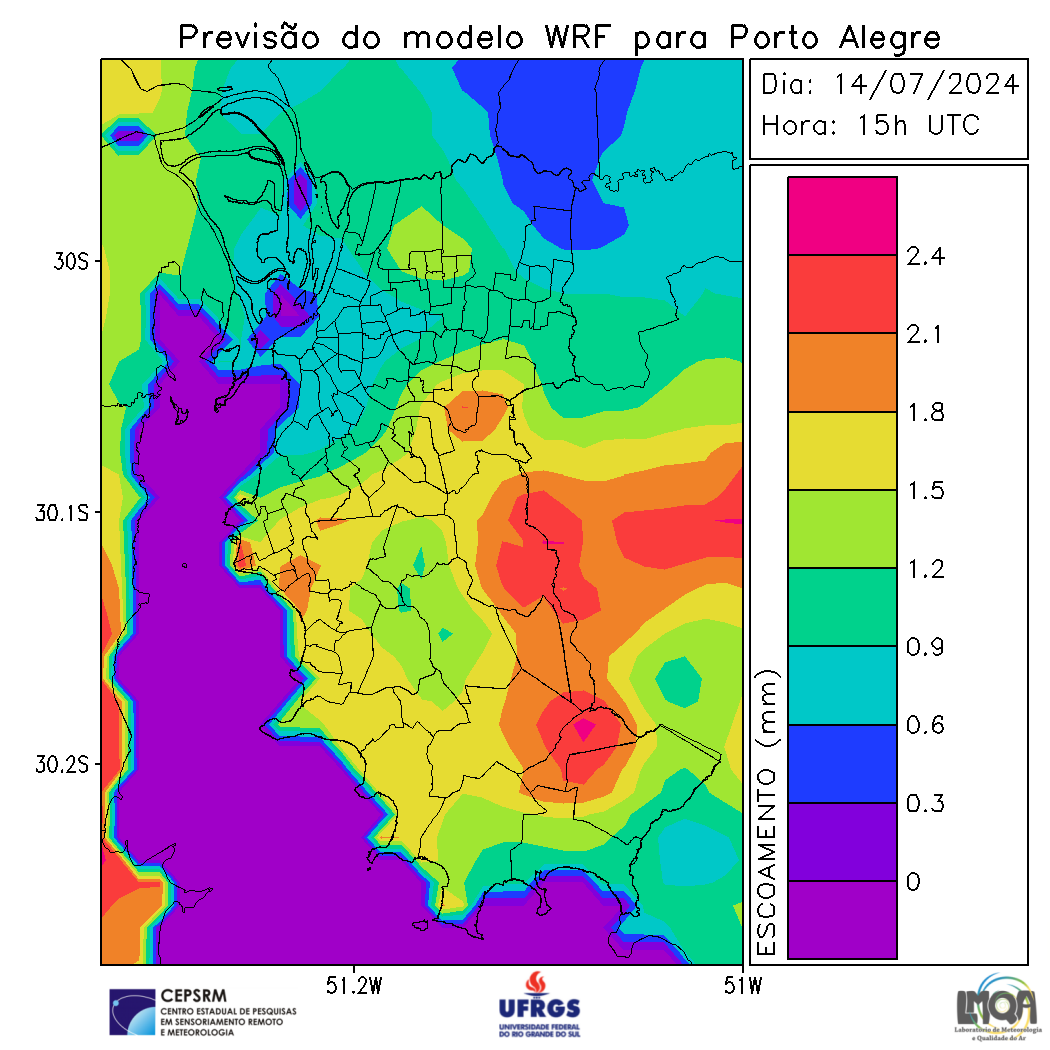 Previsão do modelo WRF para Porto Alegre
Dia: 14/07/2024
Hora: 15h UTC
2.4
2.1
1.8
1.5
1.2
0.9
0.6
0.3
0
ESCOAMENTO (mm)
30S
30.1S
30.2S
51.2W
51W
CEPSRM
CENTRO ESTADUAL DE PESQUISAS
EM SENSORIAMENTO REMOTO
E METEOROLOGIA
UFRGS
UNIVERSIDADE FEDERAL
DO RIO GRANDE DO SUL
LMQA
Laboratório de Meteorologia
e Qualidade do Ar